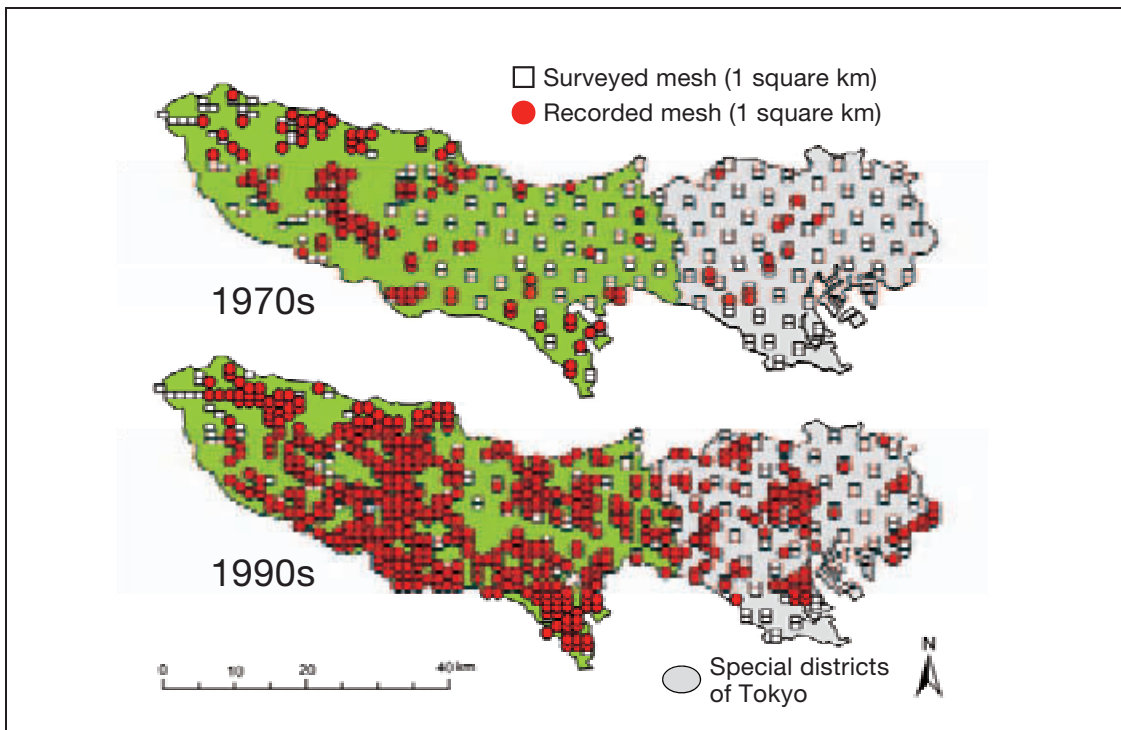 Surveyed mesh (1 square km)
Recorded mesh (1 square km)
1970s
1990s
0 10 20 40 km
Special districts
of Tokyo
N